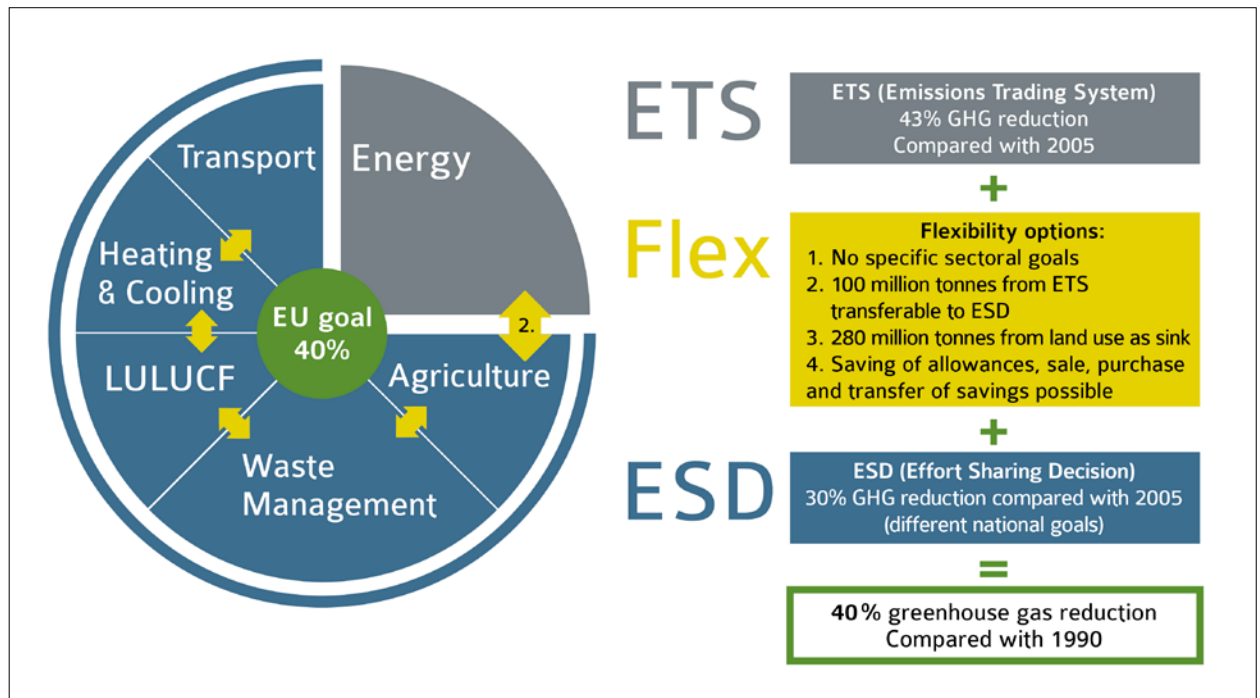 Transport
Energy
Heating
& Cooling
EU goal
40%
2.
LULUCF
Agriculture
Waste
Management
ETS
ETS (Emissions Trading System)
43% GHG reduction
Compared with 2005
+
Flex
Flexibility options:
1. No specific sectoral goals
2. 100 million tonnes from ETS
transferable to ESD
3. 280 million tonnes from land use as sink
4. Saving of allowances, sale, purchase
and transfer of savings possible
+
ESD
ESD (Effort Sharing Decision)
30% GHG reduction compared with 2005
(different national goals)
=
40% greenhouse gas reduction
Compared with 1990